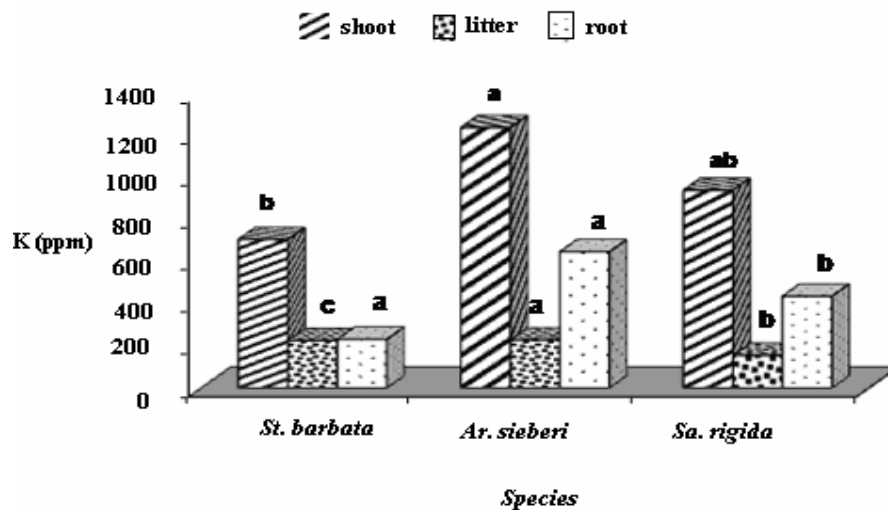 shoot litter root
1400
1200
1000
800
600
400
200
0
K (ppm)
b
c
a
a
a
a
ab
b
b
St. barbata Ar. sieberi Sa. rigida
Species